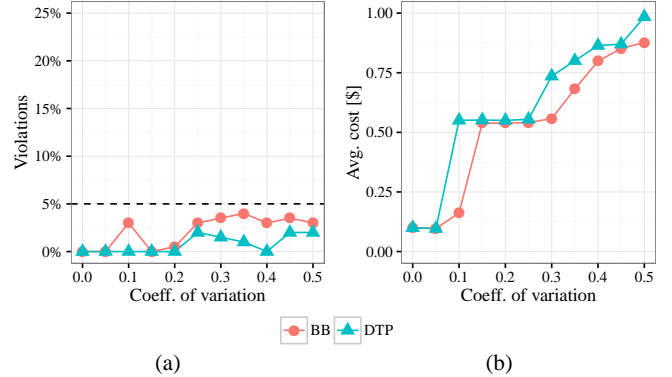 25%
20%
15%
10%
5%
0%
Violations
0.0 0.1 0.2 0.3 0.4 0.5
Coeff. of variation
1.00
0.75
0.50
0.25
0.00
Avg. cost [$]
0.0 0.1 0.2 0.3 0.4 0.5
Coeff. of variation
BB DTP
(a) (b)